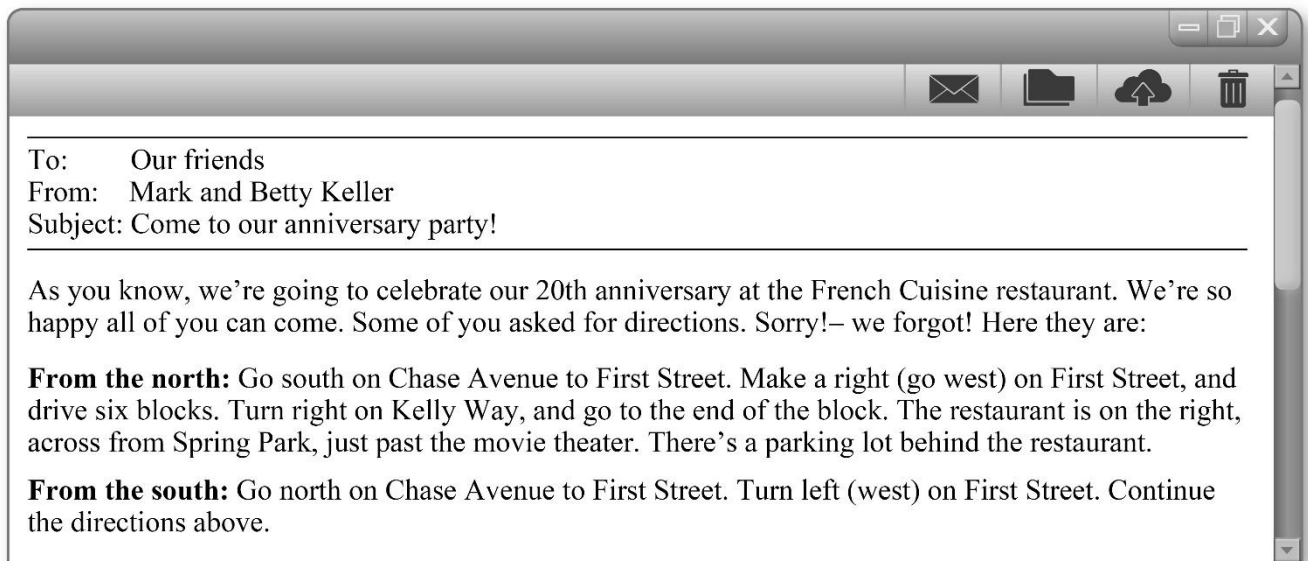 To: Our friends
From: Mark and Betty Keller
Subject: Come to our anniversary party!
As you know, we’re going to celebrate our 20th anniversary at the French Cuisine restaurant. We’re so
happy all of you can come. Some of you asked for directions. Sorry!– we forgot! Here they are:
From the north: Go south on Chase Avenue to First Street. Make a right (go west) on First Street, and
drive six blocks. Turn right on Kelly Way, and go to the end of the block. The restaurant is on the right,
across from Spring Park, just past the movie theater. There’s a parking lot behind the restaurant.
From the south: Go north on Chase Avenue to First Street. Turn left (west) on First Street. Continue
the directions above.